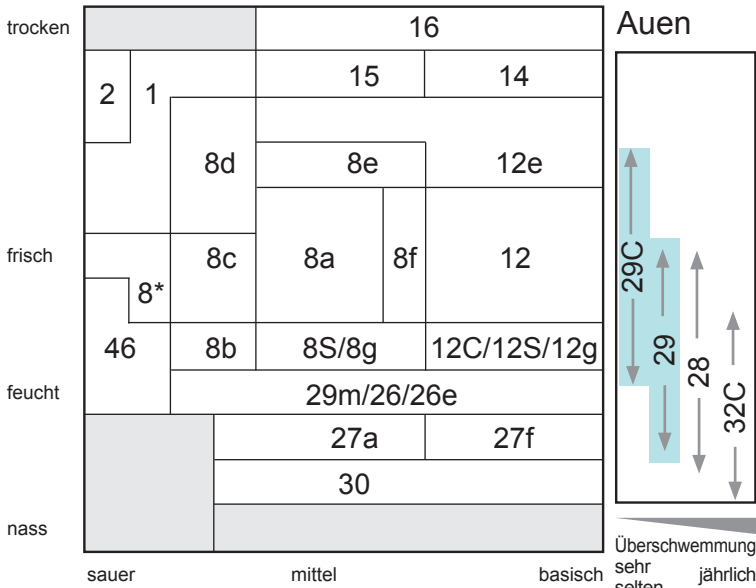 trocken
16
Auen
15
14
2
1
8d
8e
12e
frisch
8c
8a
8f
12
8*
46
8b
8S/8g
12C/12S/12g
feucht
29m/26/26e
27a
27f
30
nass
sauer
mittel
basisch
29C
29
28
32C
Überschwemmung
sehr
selten
jährlich